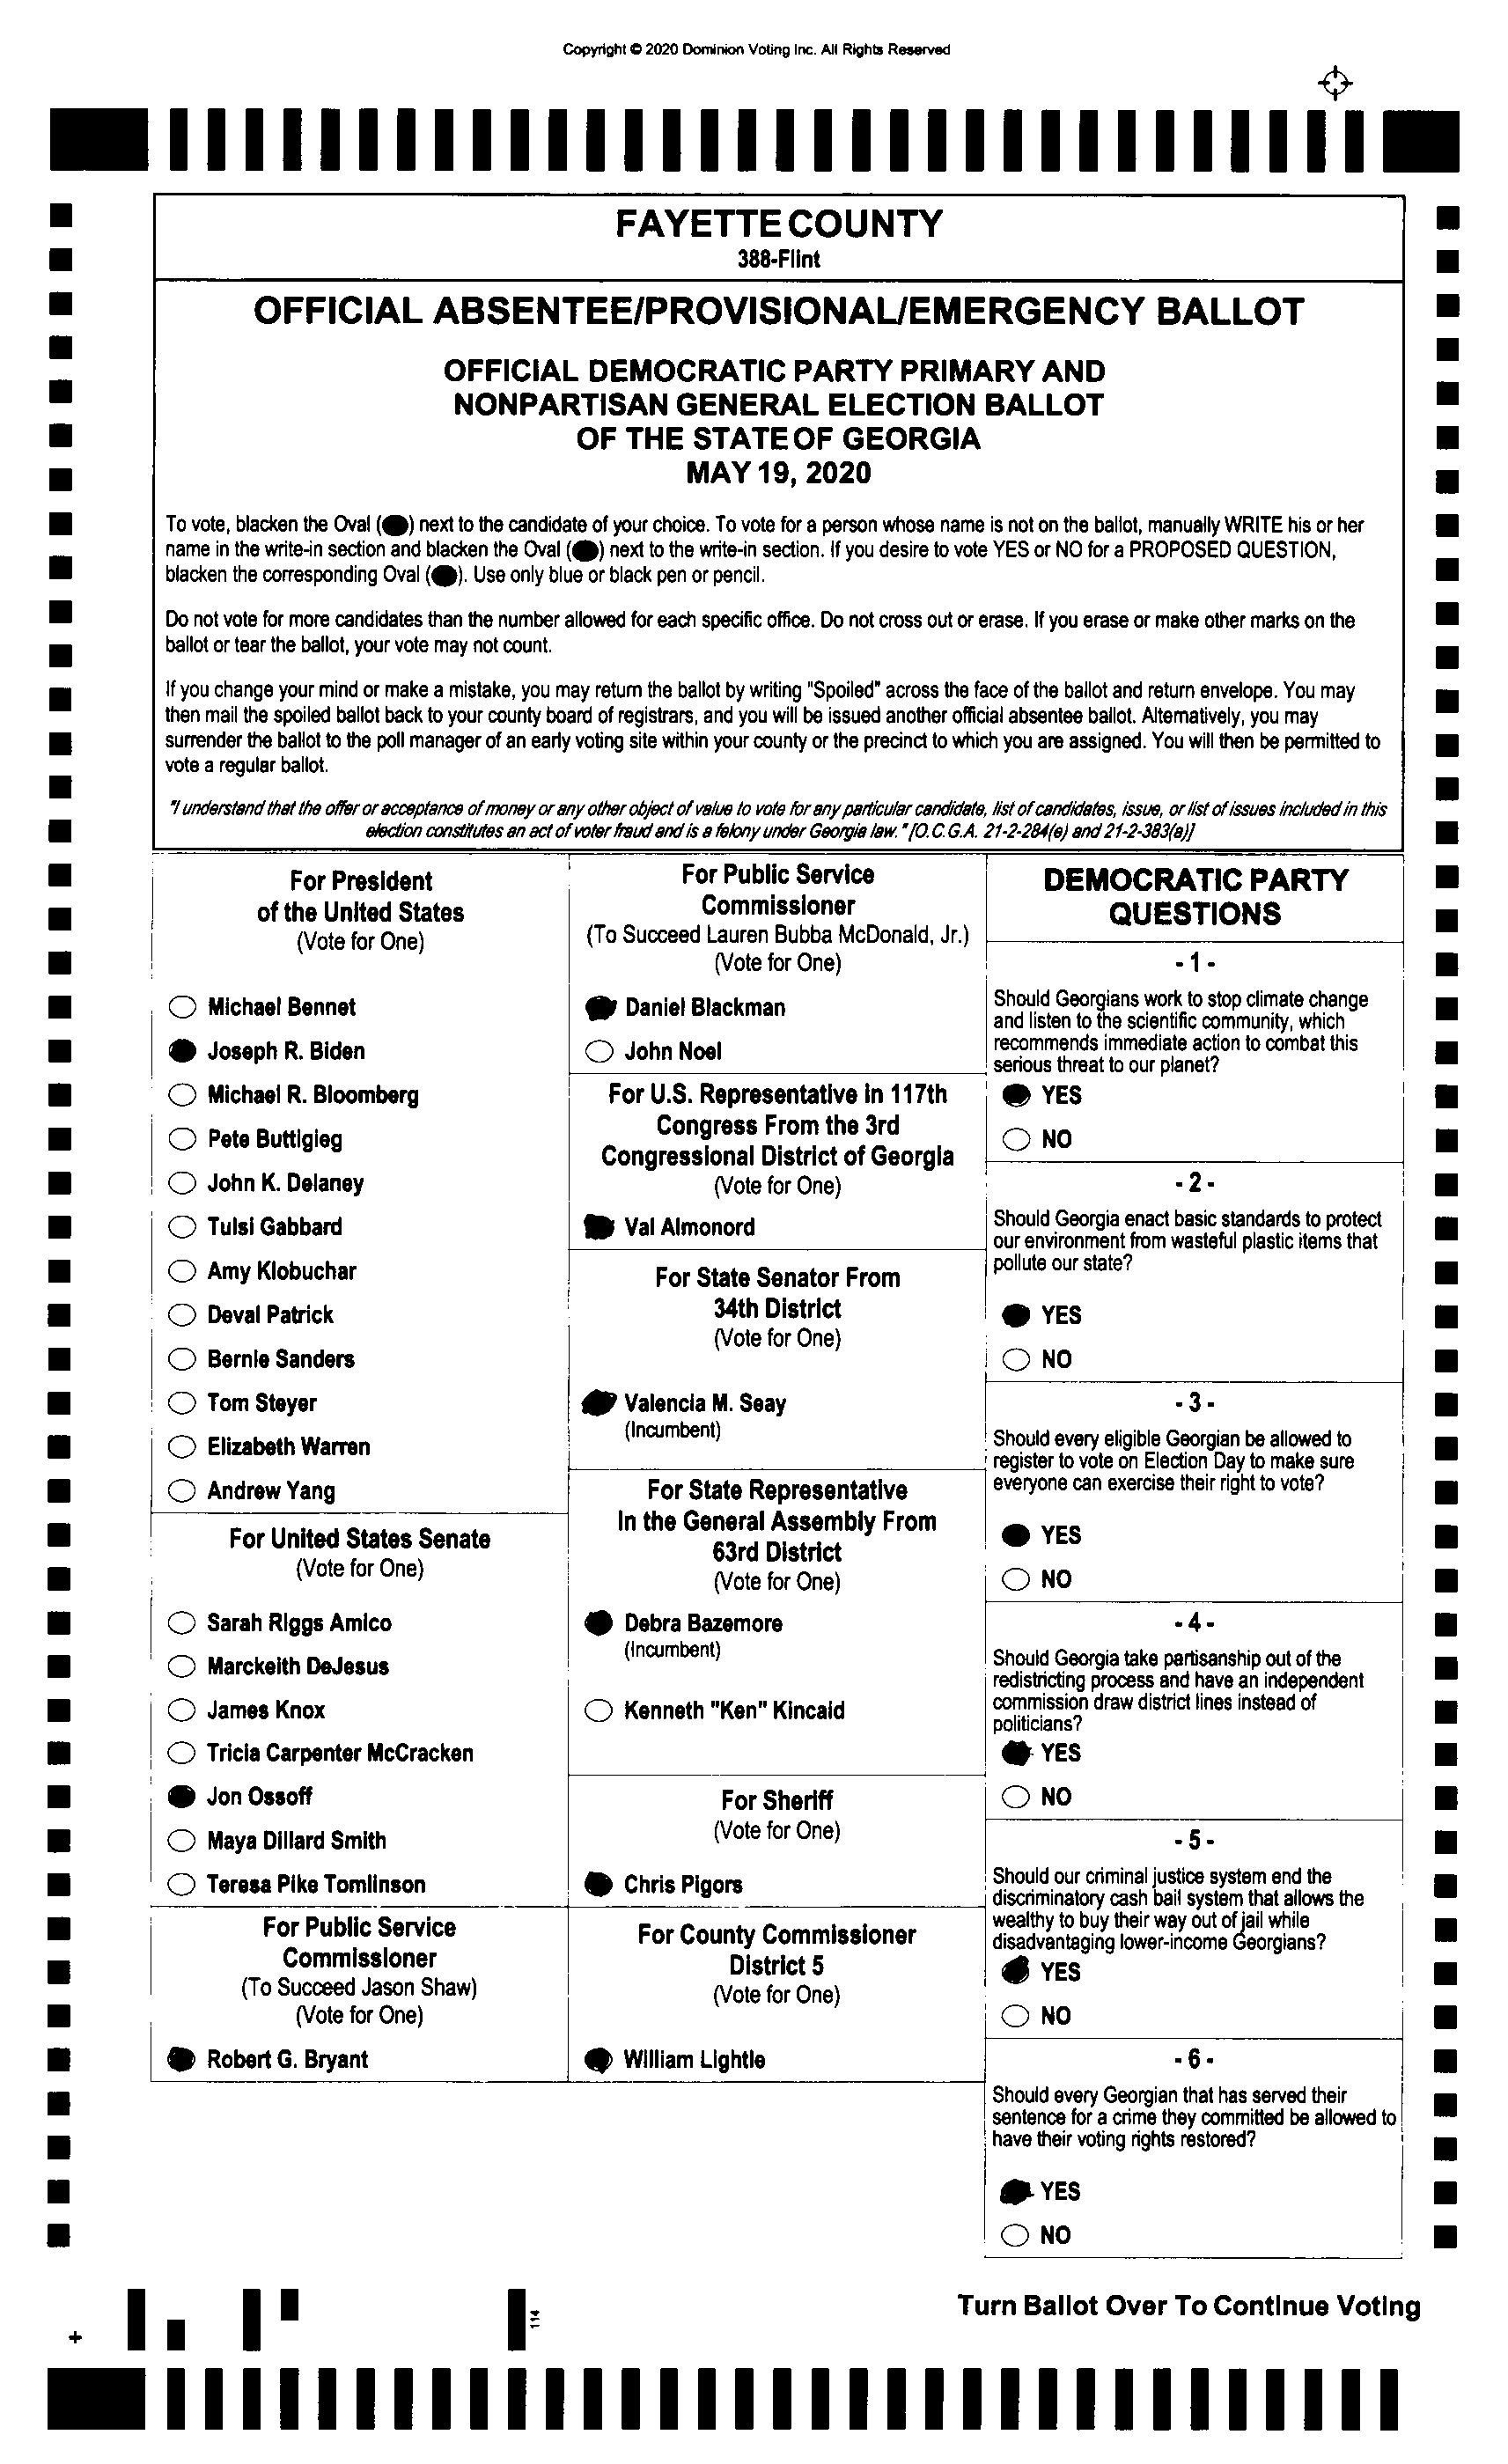 Copyright © 2020 Dominion Voting Inc. All Rights Reserved
FAYETTE COUNTY
388-Flint
OFFICIAL ABSENTEE/PROVISIONAL/EMERGENCY BALLOT
OFFICIAL DEMOCRATIC PARTY PRIMARY AND
NONPARTISAN GENERAL ELECTION BALLOT
OF THE STATE OF GEORGIA
MAY 19, 2020
To vote, blacken the Oval ( ) next to the candidate of your choice. To vote for a person whose name is not on the ballot, manually WRITE his or her
name in the write-in section and blacken the Oval ( ) next to the write-in section. If you desire to vote YES or NO for a PROPOSED QUESTION,
blacken the corresponding Oval ( ). Use only blue or black pen or pencil.
Do not vote for more candidates than the number allowed for each specific office. Do not cross out or erase. If you erase or make other marks on the
ballot or tear the ballot, your vote may not count.
If you change your mind or make a mistake, you may return the ballot by writing "Spoiled" across the face of the ballot and return envelope. You may
then mail the spoiled ballot back to your county board of registrars, and you will be issued another official absentee ballot. Alternatively, you may
surrender the ballot to the poll manager of an early voting site within your county or the precinct to which you are assigned. You will then be permitted to
vote a regular ballot.
"I understand that the offer or acceptance of money or any other object of value to vote for any particular candidate, list of candidates, issue, or list of issues included in this
election constitutes an act of voter fraud and is a felony under Georgia law." [O.C.G.A. 21-2-284(e) and 21-2-383(a)]
For President
of the United States
(Vote for One)
Michael Bennet
Joseph R. Biden
Michael R. Bloomberg
Pete Buttigieg
John K. Delaney
Tulsi Gabbard
Amy Klobuchar
Deval Patrick
Bernie Sanders
Tom Steyer
Elizabeth Warren
Andrew Yang
For United States Senate
(Vote for One)
Sarah Riggs Amico
Marckeith DeJesus
James Knox
Tricia Carpenter McCracken
Jon Ossoff
Maya Dillard Smith
Teresa Pike Tomlinson
For Public Service
Commissioner
(To Succeed Jason Shaw)
(Vote for One)
Robert G. Bryant
For Public Service
Commissioner
(To Succeed Lauren Bubba McDonald, Jr.)
(Vote for One)
Daniel Blackman
John Noel
For U.S. Representative in 117th
Congress From the 3rd
Congressional District of Georgia
(Vote for One)
Val Almonord
For State Senator From
34th District
(Vote for One)
Valencia M. Seay
(Incumbent)
For State Representative
In the General Assembly From
63rd District
(Vote for One)
Debra Bazemore
(Incumbent)
Kenneth "Ken" Kincaid
For Sheriff
(Vote for One)
Chris Pigors
For County Commissioner
District 5
(Vote for One)
William Lightle
DEMOCRATIC PARTY
QUESTIONS
- 1 -
Should Georgians work to stop climate change
and listen to the scientific community, which
recommends immediate action to combat this
serious threat to our planet?
YES
NO
- 2 -
Should Georgia enact basic standards to protect
our environment from wasteful plastic items that
pollute our state?
YES
NO
- 3 -
Should every eligible Georgian be allowed to
register to vote on Election Day to make sure
everyone can exercise their right to vote?
YES
NO
- 4 -
Should Georgia take partisanship out of the
redistricting process and have an independent
commission draw district lines instead of
politicians?
YES
NO
- 5 -
Should our criminal justice system end the
discriminatory cash bail system that allows the
wealthy to buy their way out of jail while
disadvantaging lower-income Georgians?
YES
NO
- 6 -
Should every Georgian that has served their
sentence for a crime they committed be allowed to
have their voting rights restored?
YES
NO
Turn Ballot Over To Continue Voting
114